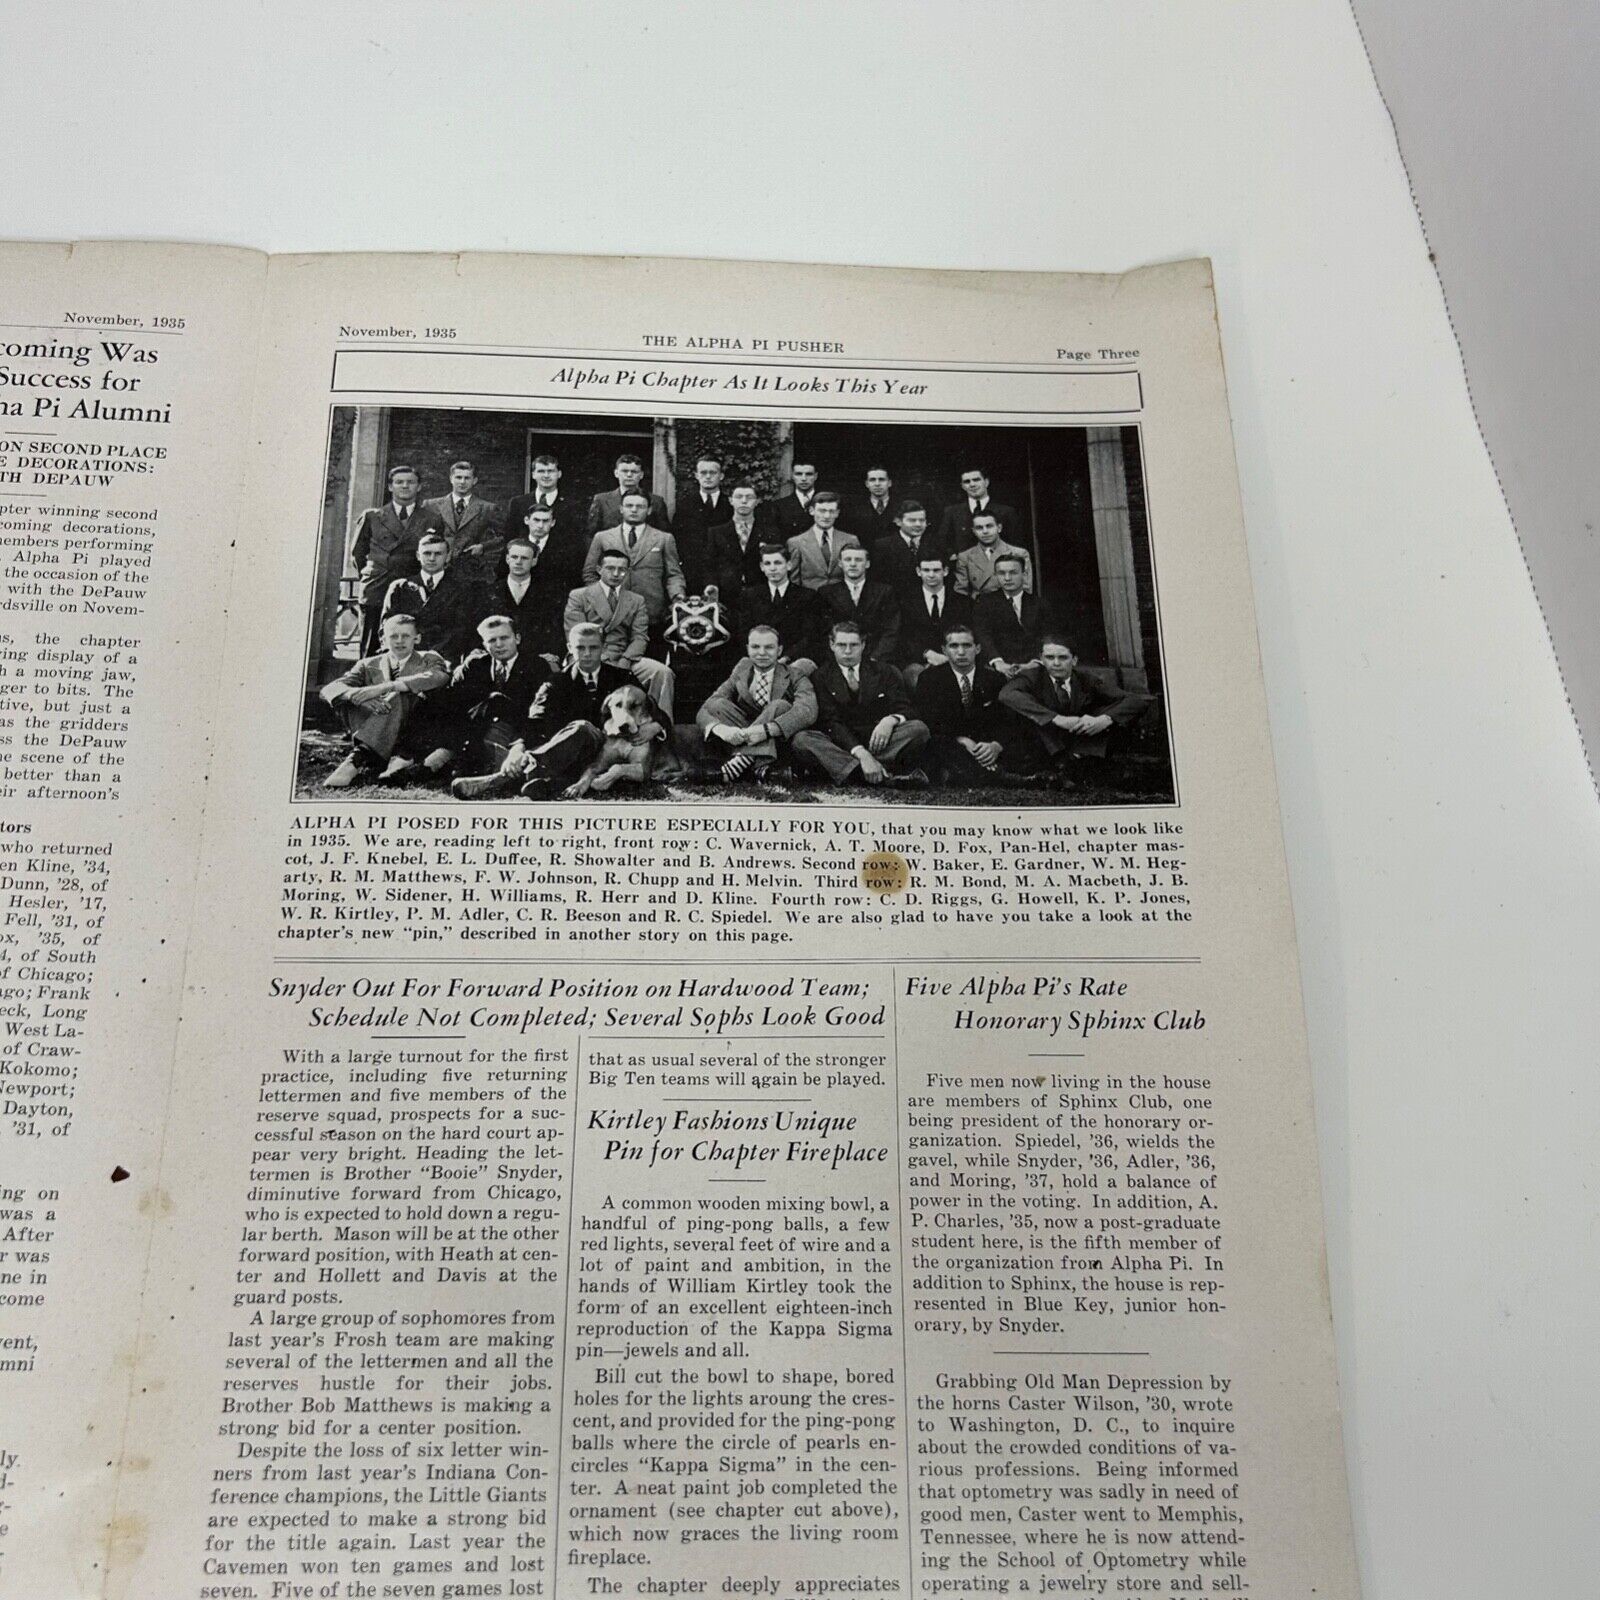 November, 1935
coming Was
Success for
Pi Alumni
ON SECOND PLACE
DECORATIONS:
DEPAUW
winning second
decorations,
performing
Alpha Pi played
the occasion of the
with the DePauw
on Novem-
the chapter
display of a
a moving jaw,
to bits. The
but just a
as the gridders
the DePauw
scene of the
better than a
afternoon's
who returned
Kline, '34,
Dunn, '28, of
Hesler, '17,
Fell, '31, of
'35, of
of South
of Chicago;
Frank
Long
West La-
of Craw-
Kokomo;
Newport;
Dayton,
'31, of
on
was a
After
was
in
November, 1935
THE ALPHA PI PUSHER
Page Three
Alpha Pi Chapter As It Looks This Year
ALPHA PI POSED FOR THIS PICTURE ESPECIALLY FOR YOU, that you may know what we look like
in 1935. We are, reading left to right, front row: C. Wavernick, A. T. Moore, D. Fox, Pan-Hel, chapter mas-
cot, J. F. Knebel, E. L. Duffee, R. Showalter and B. Andrews. Second row: W. Baker, E. Gardner, W. M. Heg-
arty, R. M. Matthews, F. W. Johnson, R. Chupp and H. Melvin. Third row: R. M. Bond, M. A. Macbeth, J. B.
Moring, W. Sidener, H. Williams, R. Herr and D. Kline. Fourth row: C. D. Riggs, G. Howell, K. P. Jones,
W. R. Kirtley, P. M. Adler, C. R. Beeson and R. C. Spiedel. We are also glad to have you take a look at the
chapter's new "pin," described in another story on this page.
Snyder Out For Forward Position on Hardwood Team;
Schedule Not Completed; Several Sophs Look Good
With a large turnout for the first
practice, including five returning
lettermen and five members of the
reserve squad, prospects for a suc-
cessful season on the hard court ap-
pear very bright. Heading the let-
termen is Brother "Booie" Snyder,
diminutive forward from Chicago,
who is expected to hold down a regu-
lar berth. Mason will be at the other
forward position, with Heath at cen-
ter and Hollett and Davis at the
guard posts.
A large group of sophomores from
last year's Frosh team are making
several of the lettermen and all the
reserves hustle for their jobs.
Brother Bob Matthews is making a
strong bid for a center position.
Despite the loss of six letter win-
ners from last year's Indiana Con-
ference champions, the Little Giants
are expected to make a strong bid
for the title again. Last year the
Cavemen won ten games and lost
seven. Five of the seven games lost
that as usual several of the stronger
Big Ten teams will again be played.
Kirtley Fashions Unique
Pin for Chapter Fireplace
A common wooden mixing bowl, a
handful of ping-pong balls, a few
red lights, several feet of wire and a
lot of paint and ambition, in the
hands of William Kirtley took the
form of an excellent eighteen-inch
reproduction of the Kappa Sigma
pin—jewels and all.
Bill cut the bowl to shape, bored
holes for the lights aroung the cres-
cent, and provided for the ping-pong
balls where the circle of pearls en-
circles "Kappa Sigma" in the cen-
ter. A neat paint job completed the
ornament (see chapter cut above),
which now graces the living room
fireplace.
The chapter deeply appreciates
Five Alpha Pi's Rate
Honorary Sphinx Club
Five men now living in the house
are members of Sphinx Club, one
being president of the honorary or-
ganization. Spiedel, '36, wields the
gavel, while Snyder, '36, Adler, '36,
and Moring, '37, hold a balance of
power in the voting. In addition, A.
P. Charles, '35, now a post-graduate
student here, is the fifth member of
the organization from Alpha Pi. In
addition to Sphinx, the house is rep-
resented in Blue Key, junior hon-
orary, by Snyder.
Grabbing Old Man Depression by
the horns Caster Wilson, '30, wrote
to Washington, D. C., to inquire
about the crowded conditions of va-
rious professions. Being informed
that optometry was sadly in need of
good men, Caster went to Memphis,
Tennessee, where he is now attend-
ing the School of Optometry while
operating a jewelry store and sell-